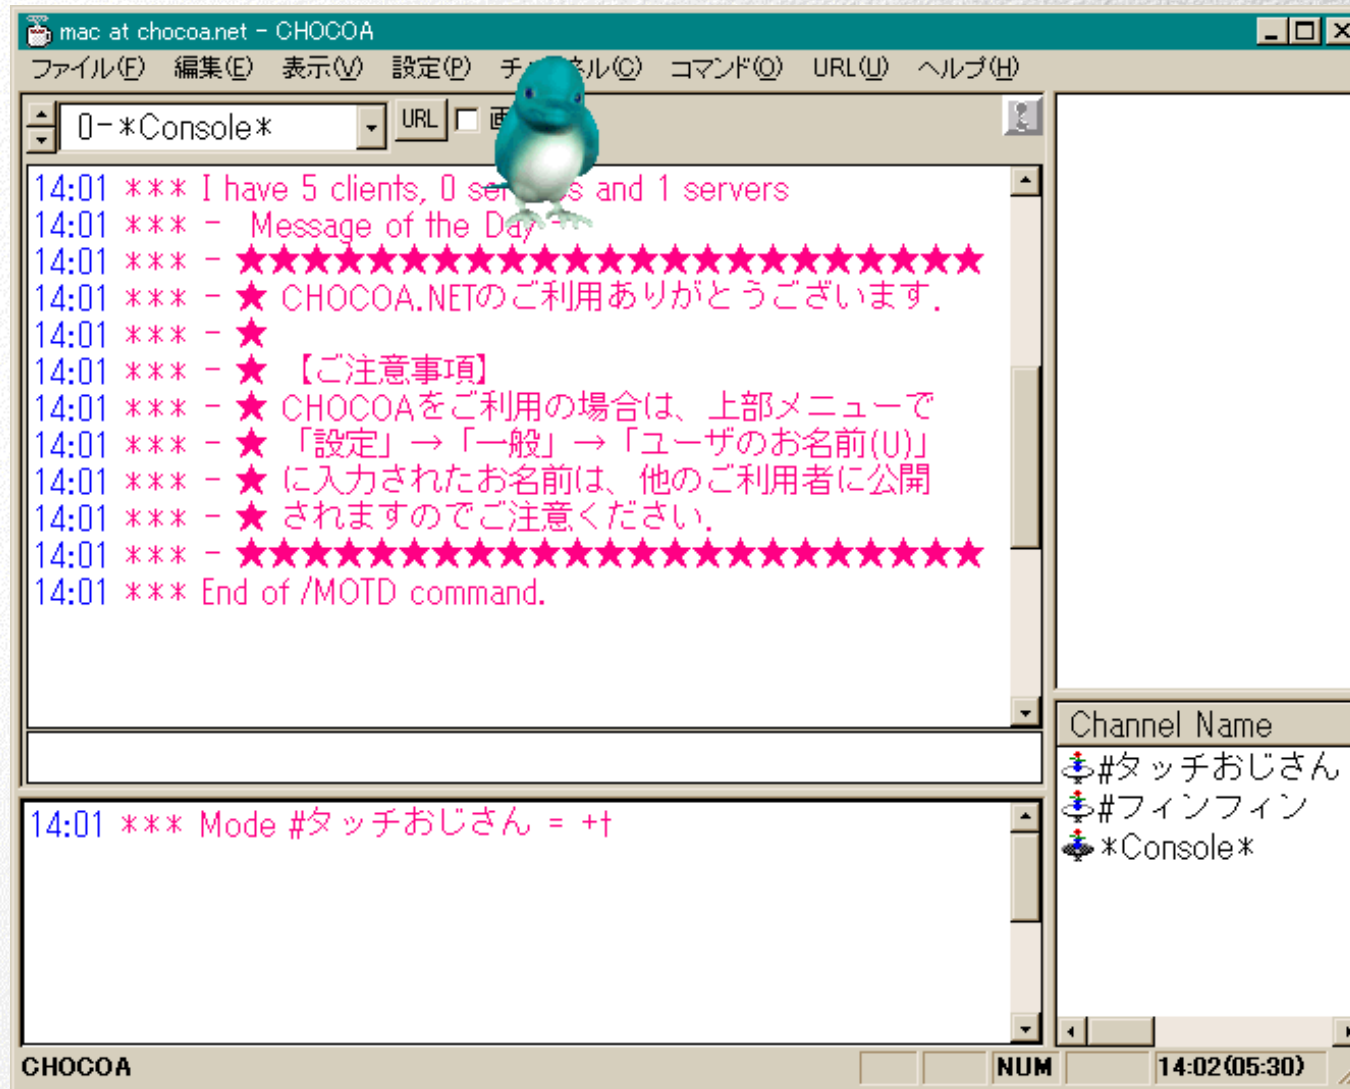 mac at chocoa.net - CHOCOA
ファイル(F) 編集(E) 表示(V) 設定(P) チ ネル(C) コマンド(O) URL(U) ヘルプ(H)
0-*Console* URL
14:01 *** I have 5 clients, 0 se s and 1 servers
14:01 *** - Message of the Day -
14:01 *** - ★★★★★★★★★★★★★★★★★★★★★★★
14:01 *** - ★ CHOCOA.NETのご利用ありがとうございます.
14:01 *** - ★
14:01 *** - ★ 【ご注意事項】
14:01 *** - ★ CHOCOAをご利用の場合は、上部メニューで
14:01 *** - ★ 「設定」→「一般」→「ユーザのお名前(U)」
14:01 *** - ★ に入力されたお名前は、他のご利用者に公開
14:01 *** - ★ されますのでご注意ください.
14:01 *** - ★★★★★★★★★★★★★★★★★★★★★★★
14:01 *** End of /MOTD command.
14:01 *** Mode #タッチおじさん = +t
Channel Name
#タッチおじさん
#フィンフィン
*Console*
CHOCOA NUM 14:02(05:30)